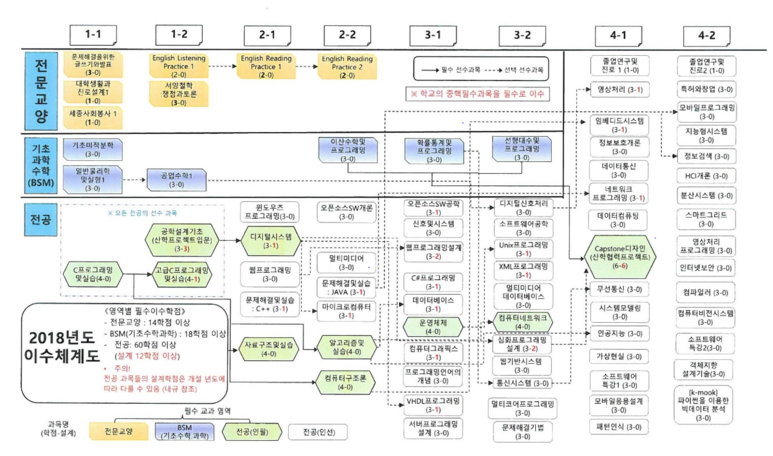 1-1
1-2
2-1
2-2
3-1
3-2
4-1
4-2
전문교양
문제해결을위한
글쓰기와발표
(3-0)
대학생활과
진로설계1
(1-0)
세종사회봉사 1
(1-0)
English Listening
Practice 1
(2-0)
서양철학
쟁점과토론
(3-0)
English Reading
Practice 1
(2-0)
English Reading
Practice 2
(2-0)
필수 선수과목
선택 선수과목
※ 학교의 중핵필수과목을 필수로 이수
졸업연구및
진로 1 (1-0)
영상처리 (3-1)
임베디드시스템
(3-1)
정보보호개론
(3-0)
데이터통신
(3-0)
네트워크
프로그래밍
(3-1)
데이터컴퓨팅
(3-0)
Capstone디자인
(산학협력프로젝트)
(6-6)
무선통신 (3-0)
시스템모델링
(3-0)
인공지능 (3-0)
가상현실 (3-0)
소프트웨어
특강1 (3-0)
모바일응용설계
(3-0)
패턴인식 (3-0)
졸업연구및
진로2 (1-0)
특허와창업 (3-0)
모바일프로그래밍
(3-0)
지능형시스템
(3-0)
정보검색 (3-0)
HCI개론 (3-0)
분산시스템 (3-0)
스마트그리드
(3-0)
영상처리
프로그래밍 (3-0)
인터넷보안 (3-0)
컴파일러 (3-0)
컴퓨터비전시스템
(3-0)
소프트웨어
특강2(3-0)
객체지향
설계기술(3-0)
[k-mook]
파이썬을 이용한
빅데이터 분석
(3-0)
기초
과학
수학
(BSM)
기초미적분학
(3-0)
일반물리학
및실험1
(3-0)
공업수학1
(3-0)
이산수학및
프로그래밍
(3-0)
확률통계및
프로그래밍
(3-0)
선형대수및
프로그래밍
(3-0)
전공
※ 모든 전공의 선수 과목
공학설계기초
(산학프로젝트입문)
(3-3)
C프로그래밍
및실습(4-0)
고급C프로그래밍
및실습(4-1)
윈도우즈
프로그래밍(3-0)
디지털시스템
(3-1)
웹프로그래밍
(3-0)
문제해결및실습
: C++ (3-1)
자료구조및실습
(4-0)
오픈소스SW개론
(3-0)
멀티미디어
(3-0)
문제해결및실습
: JAVA (3-1)
마이크로컴퓨터
(3-1)
알고리즘및
실습(4-0)
컴퓨터구조론
(4-0)
오픈소스SW공학
(3-1)
신호및시스템
(3-0)
웹프로그래밍설계
(3-2)
C#프로그래밍
(3-0)
데이터베이스
(3-1)
운영체제
(4-0)
컴퓨터그래픽스
(3-1)
프로그래밍언어의
개념 (3-0)
VHDL프로그래밍
(3-1)
서버프로그래밍
설계 (3-0)
디지털신호처리
(3-0)
소프트웨어공학
(3-0)
Unix프로그래밍
(3-1)
XML프로그래밍
(3-1)
멀티미디어
데이터베이스
(3-0)
컴퓨터네트워크
(4-0)
심화프로그래밍
설계 (3-2)
웹기반시스템
(3-0)
통신시스템 (3-0)
멀티코어프로그래밍
(3-0)
문제해결기법
(3-0)
2018년도
이수체계도
<영역별 필수이수학점>
- 전문교양 : 14학점 이상
- BSM(기초수학,과학) : 18학점 이상
- 전공: 60학점 이상
(설계 12학점 이상)
- 주의!
전공 과목들의 설계학점은 개설 년도에
따라 다를 수 있음 (내규 참조)
필수 교과 영역
과목명
(학점-설계)
전문교양
BSM
(기초수학.과학)
전공(인필)
전공(인선)